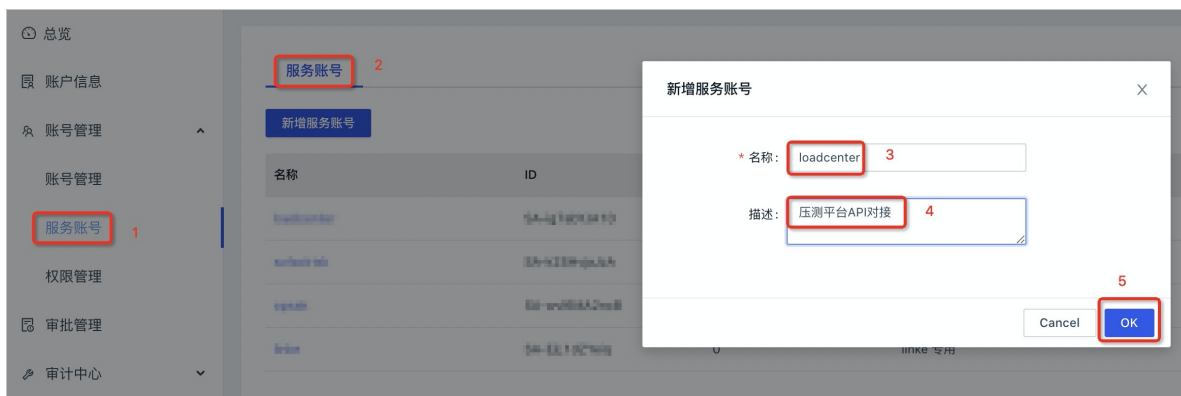 总览
账户信息
账号管理
账号管理
服务账号
1
权限管理
审批管理
审计中心
服务账号
2
新增服务账号
名称
ID
0
linke 专用
新增服务账号
* 名称:
loadcenter
3
描述:
压测平台API对接
4
5
Cancel
OK